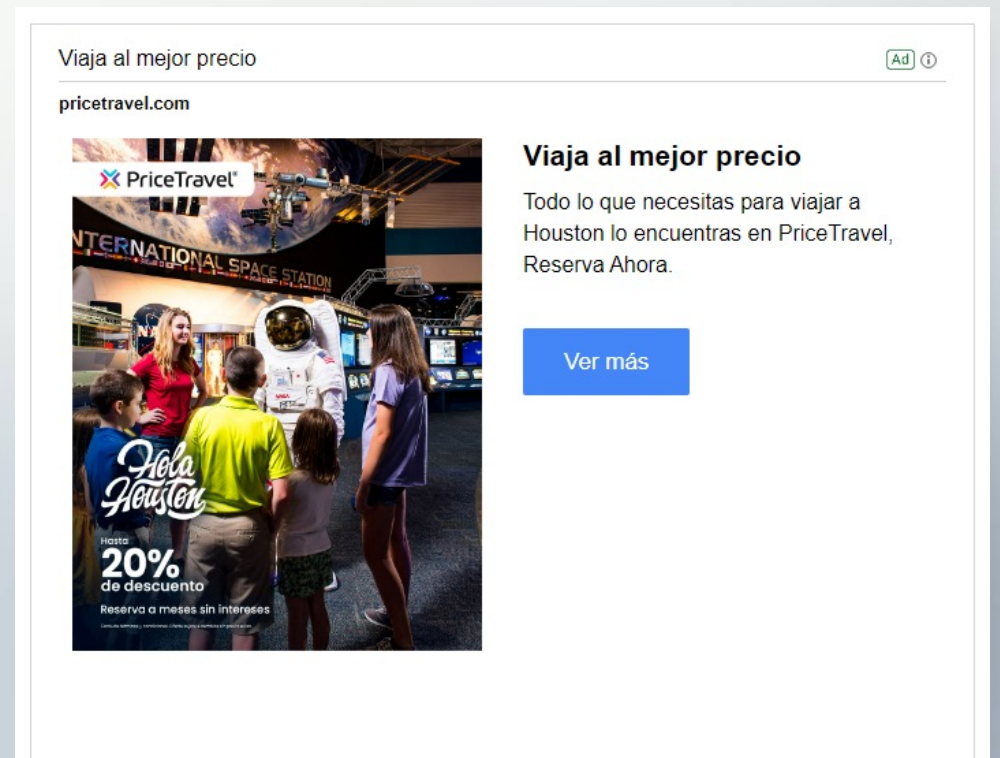 Viaja al mejor precio
Ad
pricetravel.com
PriceTravel®
INTERNATIONAL SPACE STATION
NASA
Hola
Houston
Hasta
20%
de descuento
Reserva a meses sin intereses
Viaja al mejor precio
Todo lo que necesitas para viajar a
Houston lo encuentras en PriceTravel,
Reserva Ahora.
Ver más